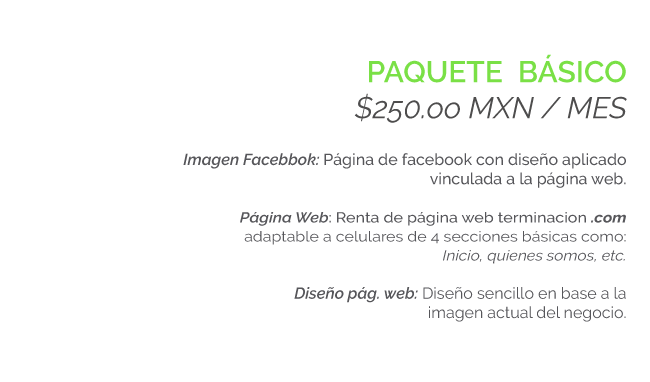 PAQUETE BÁSICO
$250.00 MXN / MES
Imagen Facebbok: Página de facebook con diseño aplicado
vinculada a la página web.
Página Web: Renta de página web terminacion .com
adaptable a celulares de 4 secciones básicas como:
Inicio, quienes somos, etc.
Diseño pág. web: Diseño sencillo en base a la
imagen actual del negocio.